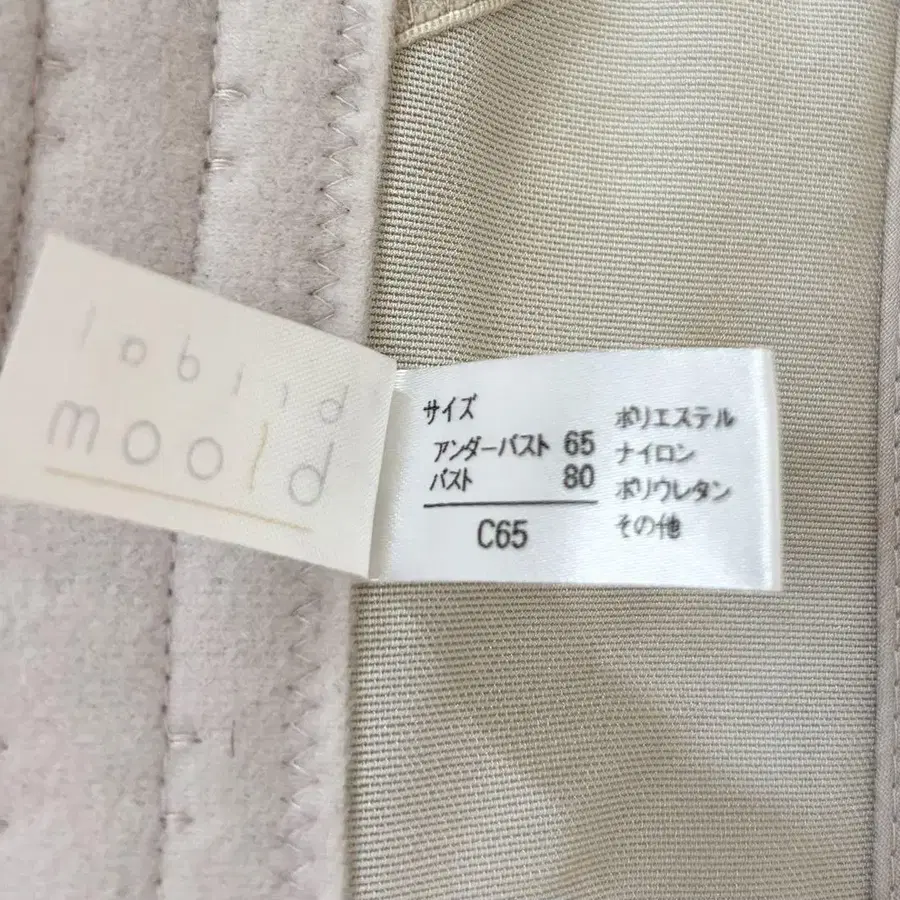 moold
サイズ
アンダーバスト 65
バスト 80
C65
ポリエステル
ナイロン
ポリウレタン
その他